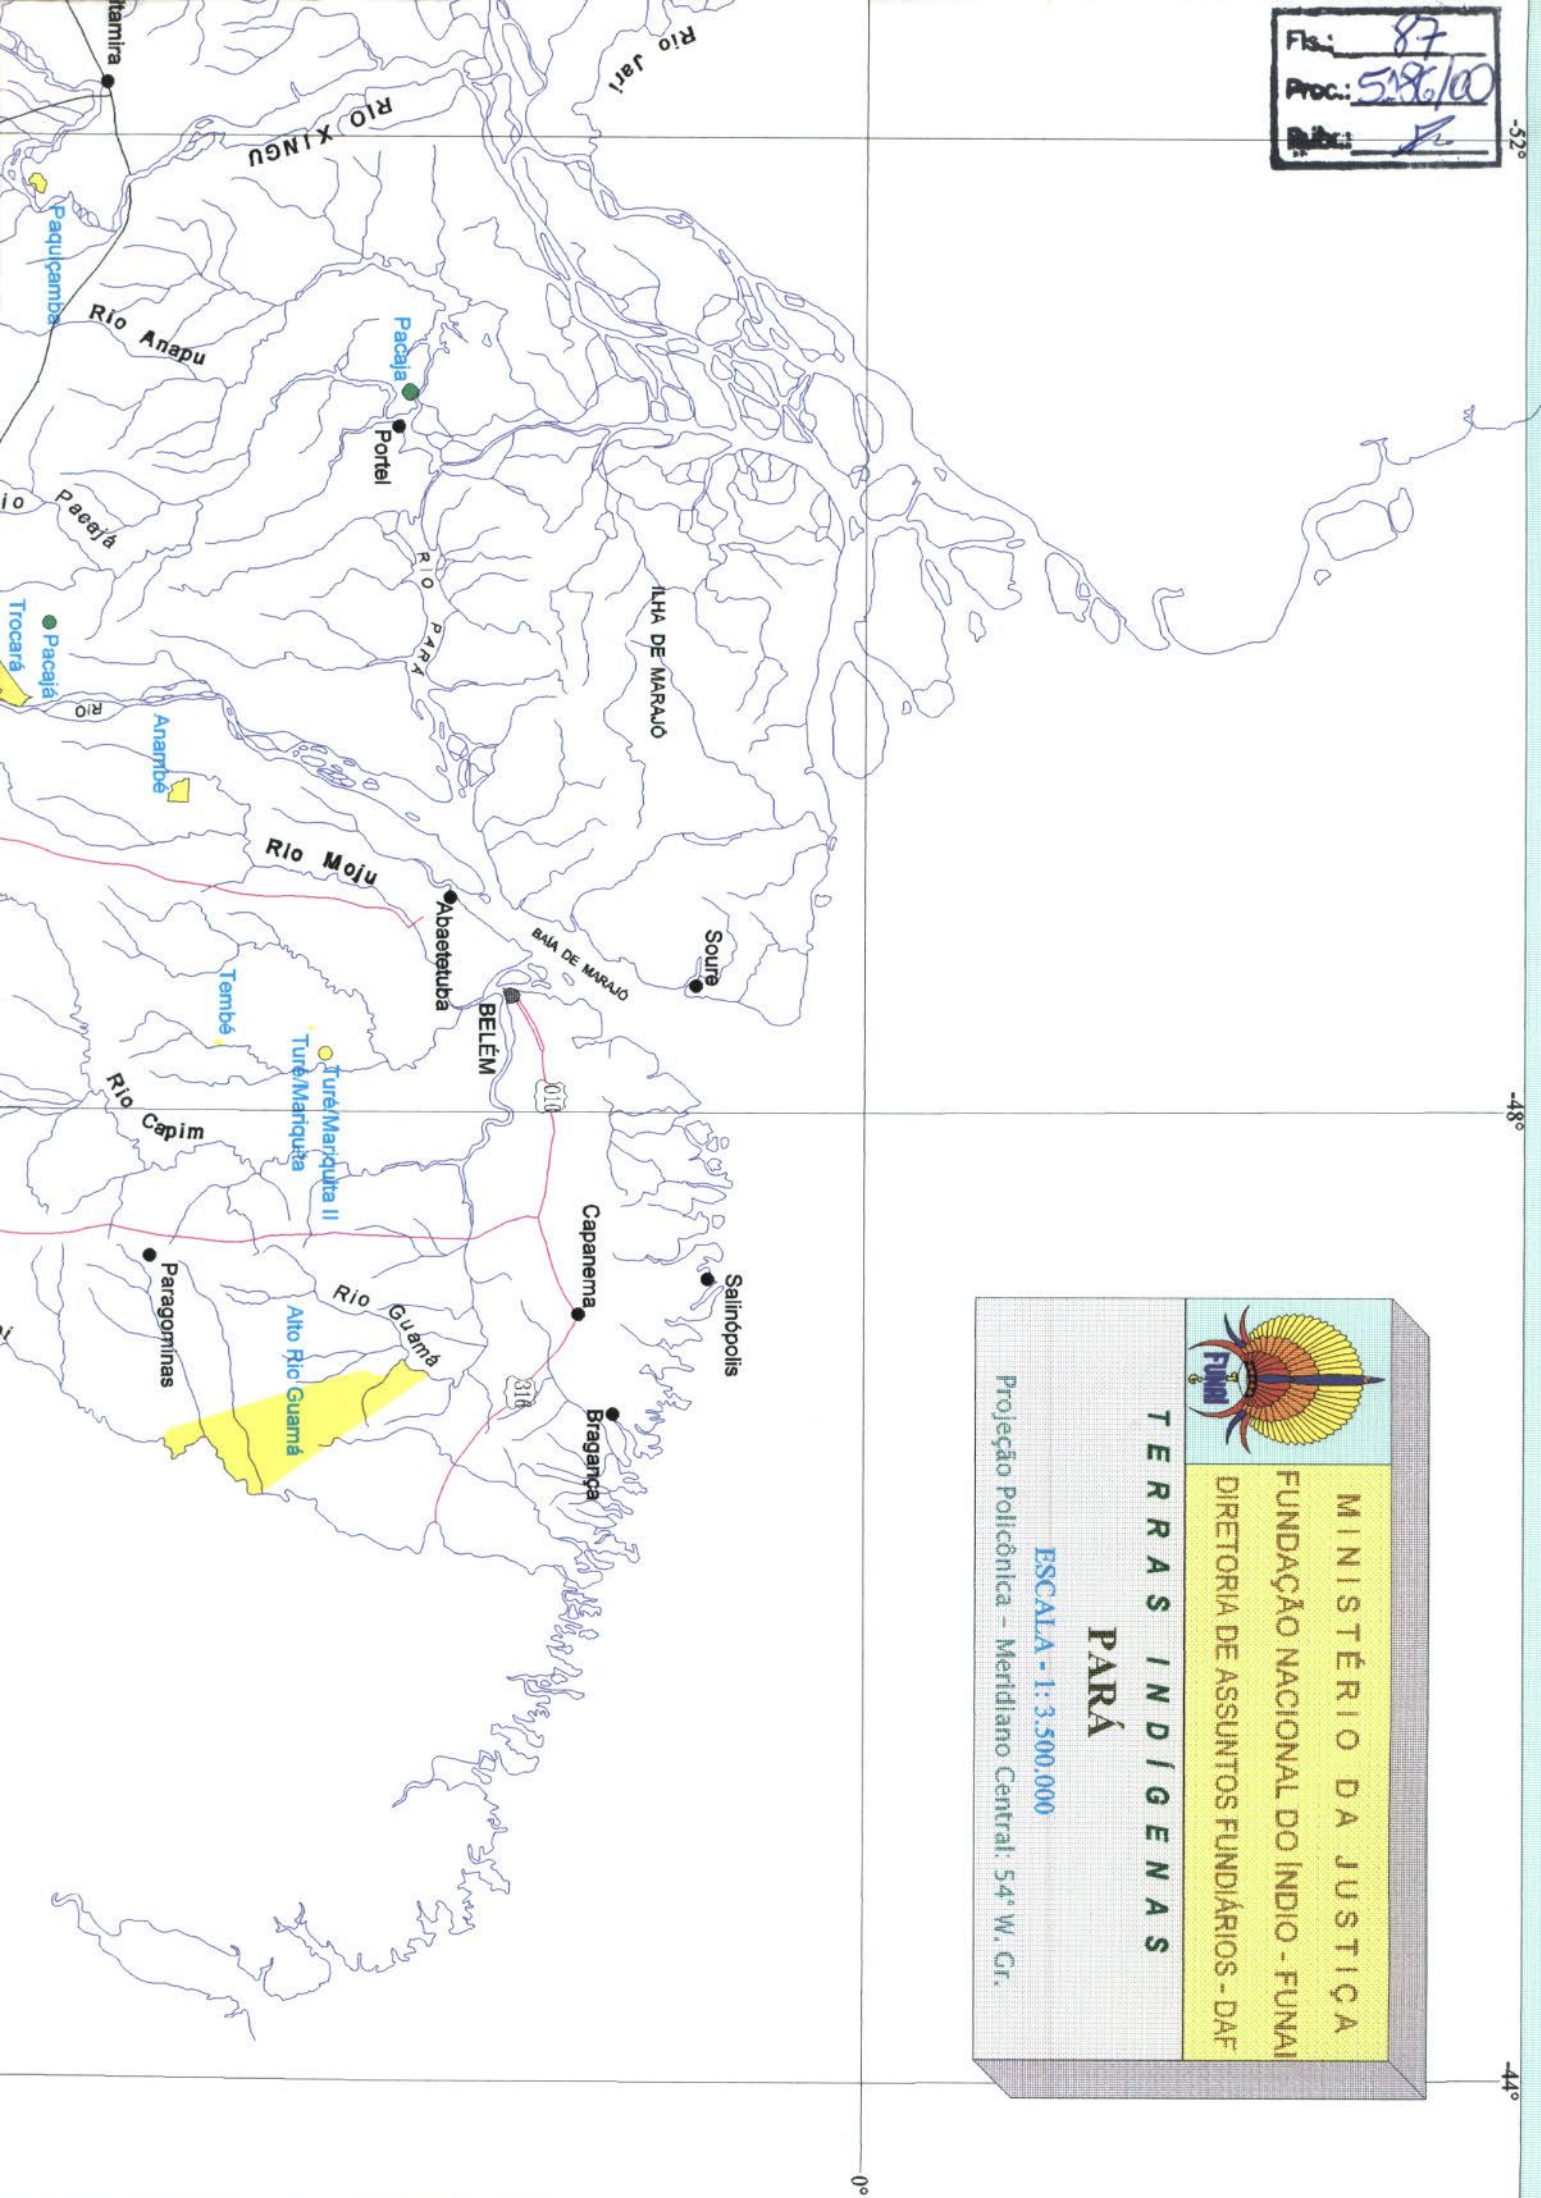 Fls.: 87
Proc.: 5186/00
-52°
-48°
-44°
0°
MINISTÉRIO DA JUSTIÇA
FUNDAÇÃO NACIONAL DO ÍNDIO - FUNAI
DIRETORIA DE ASSUNTOS FUNDIÁRIOS - DAF
FUNAI
TERRAS INDÍGENAS
PARÁ
ESCALA - 1: 3.500.000
Projeção Policônica - Meridiano Central: 54° W. Gr.
Rio Jari
RIO XINGU
ltamira
Paquiçamba
Rio Anapu
Pacaja
Portel
io Pacajá
RIO PARÁ
ILHA DE MARAJÓ
Trocará
Pacajá
RIO
Anambé
Rio Moju
Abaetetuba
BAÍA DE MARAJÓ
Soure
BELÉM
010
Tembé
Turé/Mariquita
Turé/Mariquita II
Rio Capim
Capanema
Salinópolis
Paragominas
Rio Guamá
Alto Rio Guamá
316
Bragança